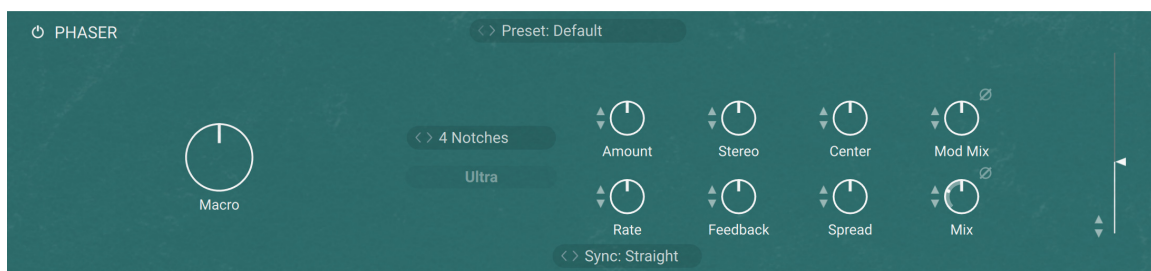 PHASER
Preset: Default
4 Notches
Ultra
Macro
Amount
Stereo
Center
Mod Mix
Rate
Feedback
Spread
Mix
Sync: Straight